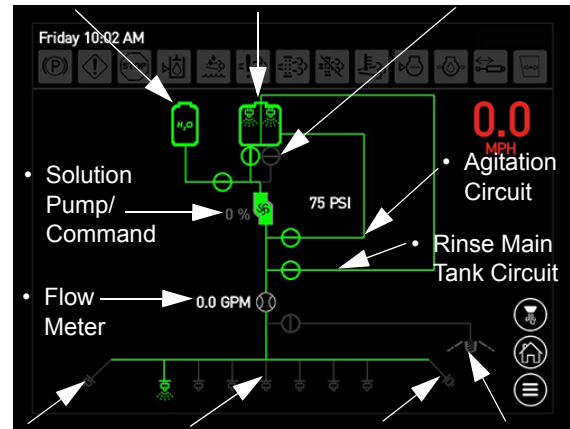 Friday 10:02 AM
(P)
STOP
H₂O
0.0
MPH
• Agitation
Circuit
• Solution
Pump/
Command
0 %
75 PSI
• Rinse Main
Tank Circuit
• Flow
Meter
0.0 GPM